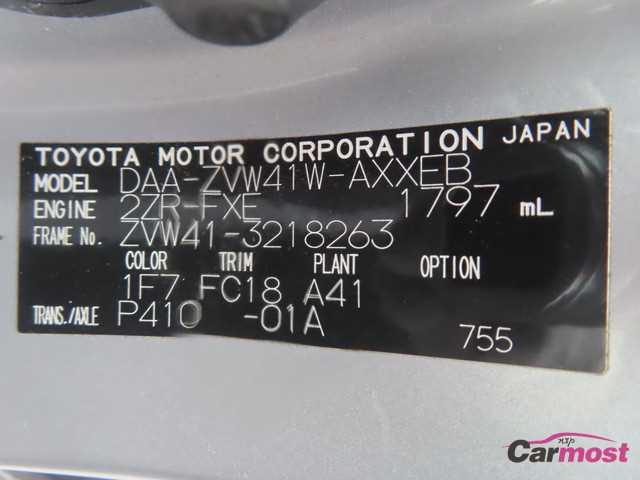 TOYOTA MOTOR CORPORATION JAPAN
MODEL DAA-ZVW41W-AXXEB
ENGINE 2ZR-FXE 1797 mL
FRAME No. ZVW41-3218263
COLOR TRIM PLANT OPTION
1F7 FC18 A41
TRANS./AXLE P410 -01A
755
nxp
Carmost